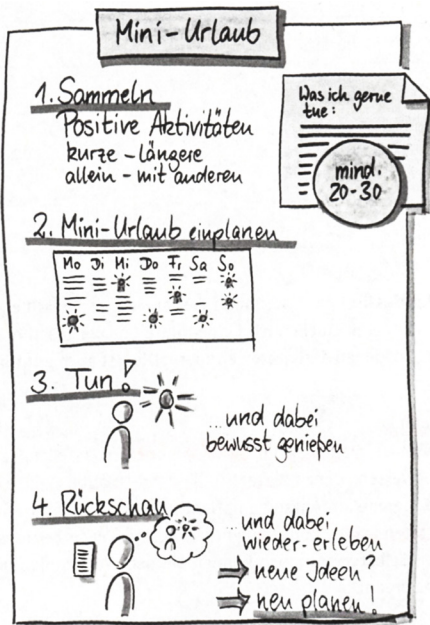 Mini-Urlaub
1. Sammeln
Positive Aktivitäten
kurze - längere
allein - mit anderen
Was ich gerne
tue:
mind.
20-30
2. Mini-Urlaub einplanen
Mo Di Mi Do Fr Sa So
3. Tun!
...und dabei
bewusst genießen
4. Rückschau
...und dabei
wieder-erleben
neue Ideen?
neu planen!